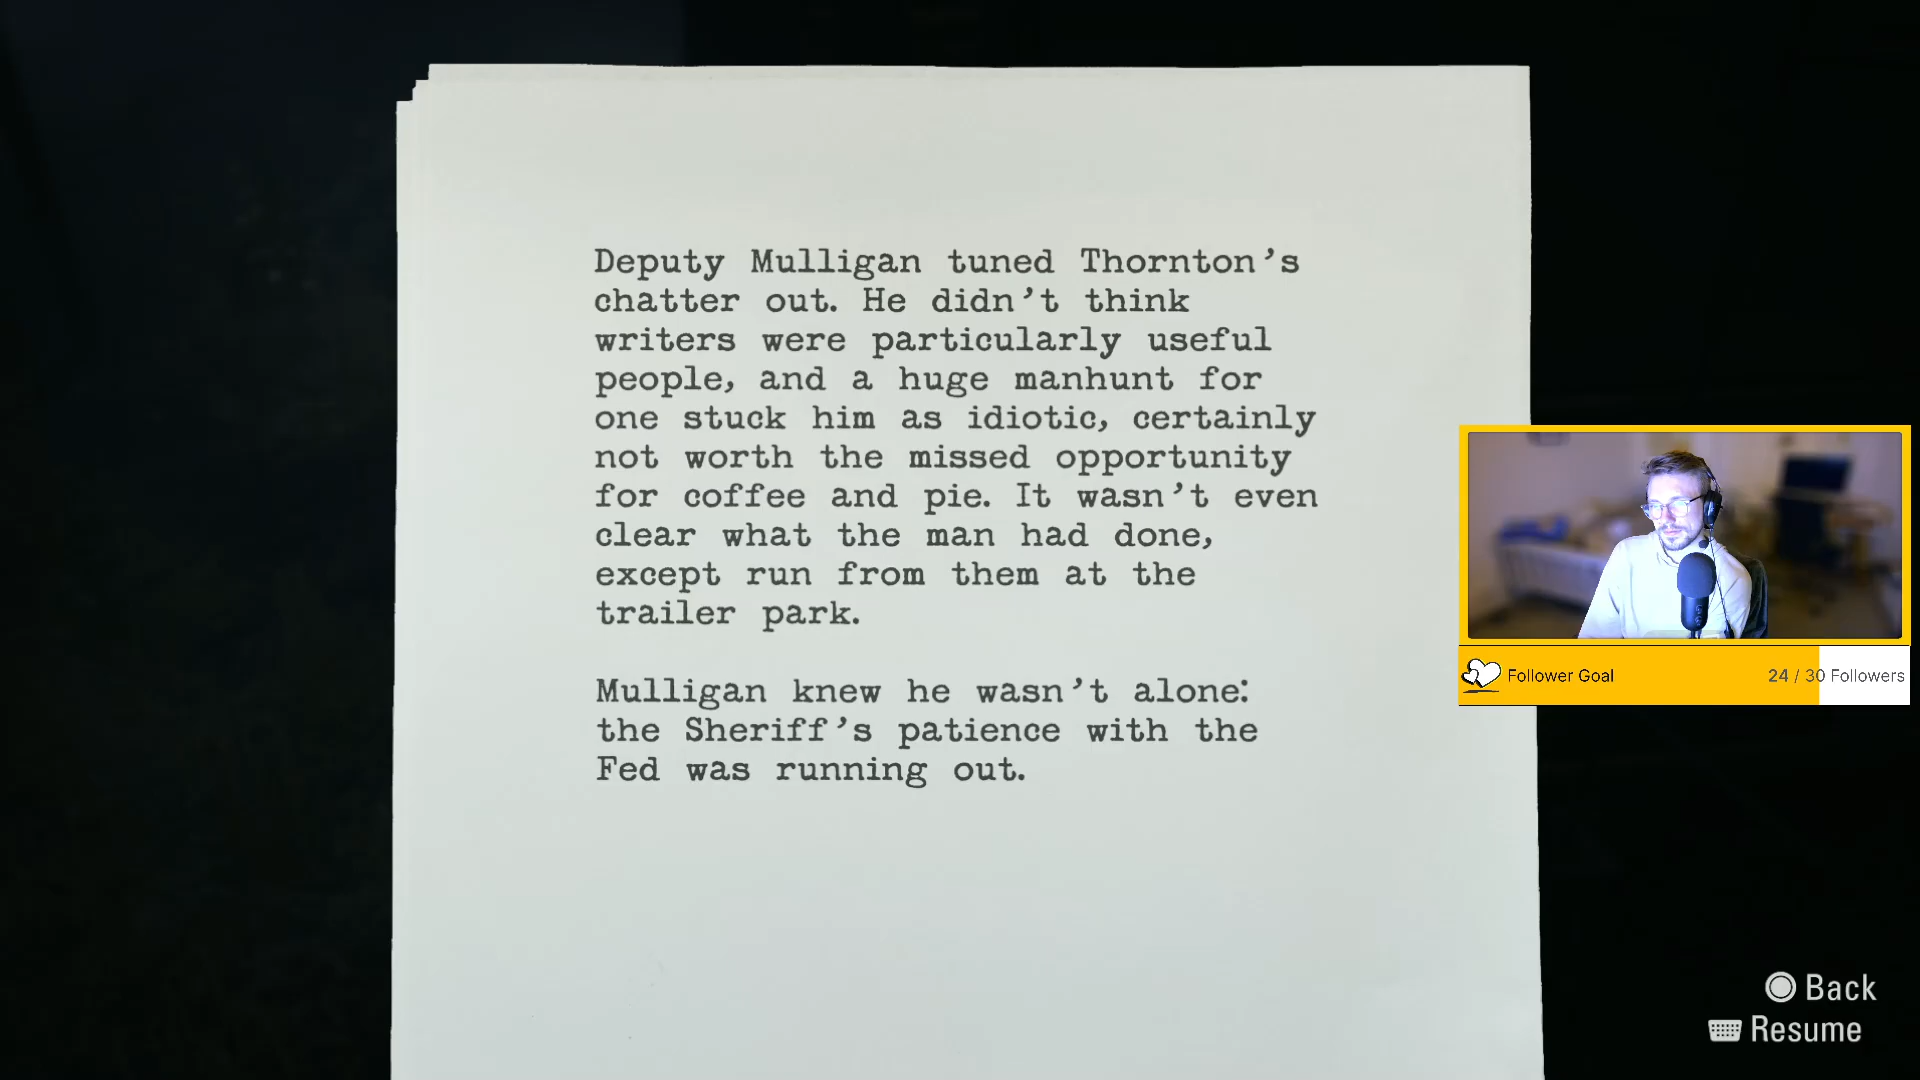 Deputy Mulligan tuned Thornton's
chatter out. He didn't think
writers were particularly useful
people, and a huge manhunt for
one stuck him as idiotic, certainly
not worth the missed opportunity
for coffee and pie. It wasn't even
clear what the man had done,
except run from them at the
trailer park.
Mulligan knew he wasn't alone:
the Sheriff's patience with the
Fed was running out.
Follower Goal
24 / 30 Followers
Back
Resume